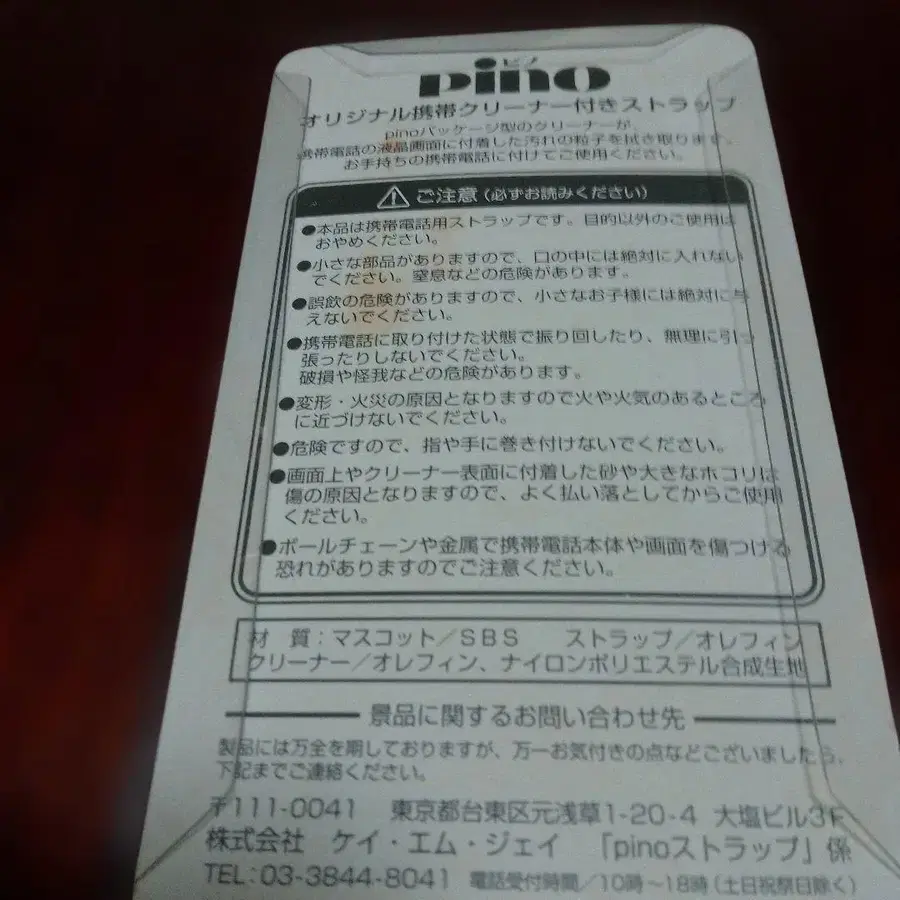 ピノ
pino
オリジナル携帯クリーナー付きストラップ
pinoパッケージ型のクリーナーが、
携帯電話の液晶画面に付着した汚れの粒子を拭き取ります。
お手持ちの携帯電話に付けてご使用ください。
ご注意(必ずお読みください)
●本品は携帯電話用ストラップです。目的以外のご使用は
おやめください。
●小さな部品がありますので、口の中には絶対に入れない
でください。窒息などの危険があります。
●誤飲の危険がありますので、小さなお子様には絶対に与
えないでください。
●携帯電話に取り付けた状態で振り回したり、無理に引っ
張ったりしないでください。
破損や怪我などの危険があります。
●変形・火災の原因となりますので火や火気のあるところ
に近づけないでください。
●危険ですので、指や手に巻き付けないでください。
●画面上やクリーナー表面に付着した砂や大きなホコリは
傷の原因となりますので、よく払い落としてからご使用
ください。
●ボールチェーンや金属で携帯電話本体や画面を傷つける
恐れがありますのでご注意ください。
材 質:マスコット/SBS ストラップ/オレフィン
クリーナー/オレフィン、ナイロンポリエステル合成生地
景品に関するお問い合わせ先
製品には万全を期しておりますが、万一お気付きの点などございましたら、
下記までご連絡ください。
〒111-0041 東京都台東区元浅草1-20-4 大塩ビル3F
株式会社 ケイ・エム・ジェイ 「pinoストラップ」係
TEL:03-3844-8041 電話受付時間/10時〜18時(土日祝祭日除く)